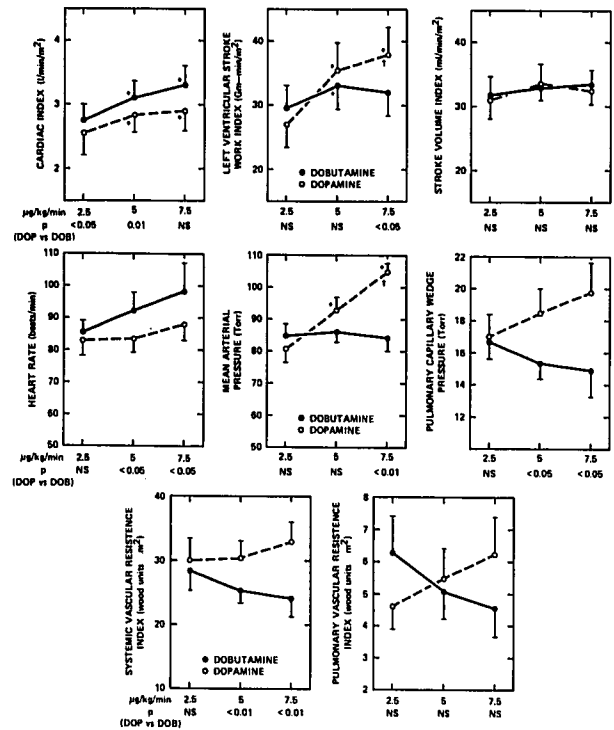 CARDIAC INDEX (l/min/m²)
4
3
2
2.5 5 7.5
µg/kg/min
p <0.05 0.01 NS
(DOP vs DOB)
LEFT VENTRICULAR STROKE
WORK INDEX (Gm-min/m²)
40
30
20
DOBUTAMINE
DOPAMINE
2.5 5 7.5
NS NS <0.05
STROKE VOLUME INDEX (ml/min/m²)
40
30
20
2.5 5 7.5
NS NS NS
HEART RATE (beats/min)
100
90
80
70
60
50
µg/kg/min 2.5 5 7.5
p NS <0.05 <0.05
(DOP vs DOB)
MEAN ARTERIAL
PRESSURE (Torr)
110
100
90
80
70
60
50
DOBUTAMINE
DOPAMINE
2.5 5 7.5
NS NS <0.01
PULMONARY CAPILLARY WEDGE
PRESSURE (Torr)
22
20
18
16
14
12
2.5 5 7.5
NS <0.05 <0.05
SYSTEMIC VASCULAR RESISTENCE
INDEX (wood units .m²)
40
30
20
10
DOBUTAMINE
DOPAMINE
µg/kg/min 2.5 5 7.5
p NS <0.01 <0.01
(DOP vs DOB)
PULMONARY VASCULAR RESISTENCE
INDEX (wood units m²)
8
7
6
5
4
3
2
2.5 5 7.5
NS NS NS